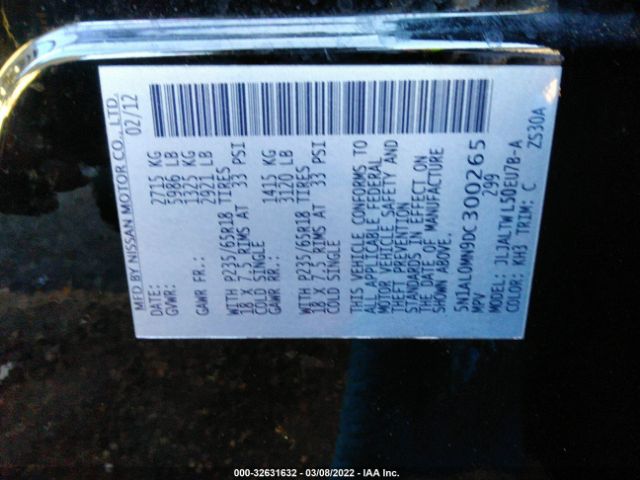 MFD BY NISSAN MOTOR CO., LTD.
DATE: 02/12
GVWR: 2715 KG
5986 LB
GAWR FR.: 1325 KG
2921 LB
WITH P235/65R18 TIRES
18 X 7.5 RIMS AT 33 PSI
COLD SINGLE
GAWR RR: 1415 KG
3120 LB
WITH P235/65R18 TIRES
18 X 7.5 RIMS AT 33 PSI
COLD SINGLE
THIS VEHICLE CONFORMS TO
ALL APPLICABLE FEDERAL
MOTOR VEHICLE SAFETY AND
THEFT PREVENTION
STANDARDS IN EFFECT ON
THE DATE OF MANUFACTURE
SHOWN ABOVE.
5N1AL0MN9DC300265
MPV 299
MODEL: JLJALTWL50EU7B-A
COLOR: KH3 TRIM: C
ZS30A
000-32631632 - 03/08/2022 - IAA Inc.